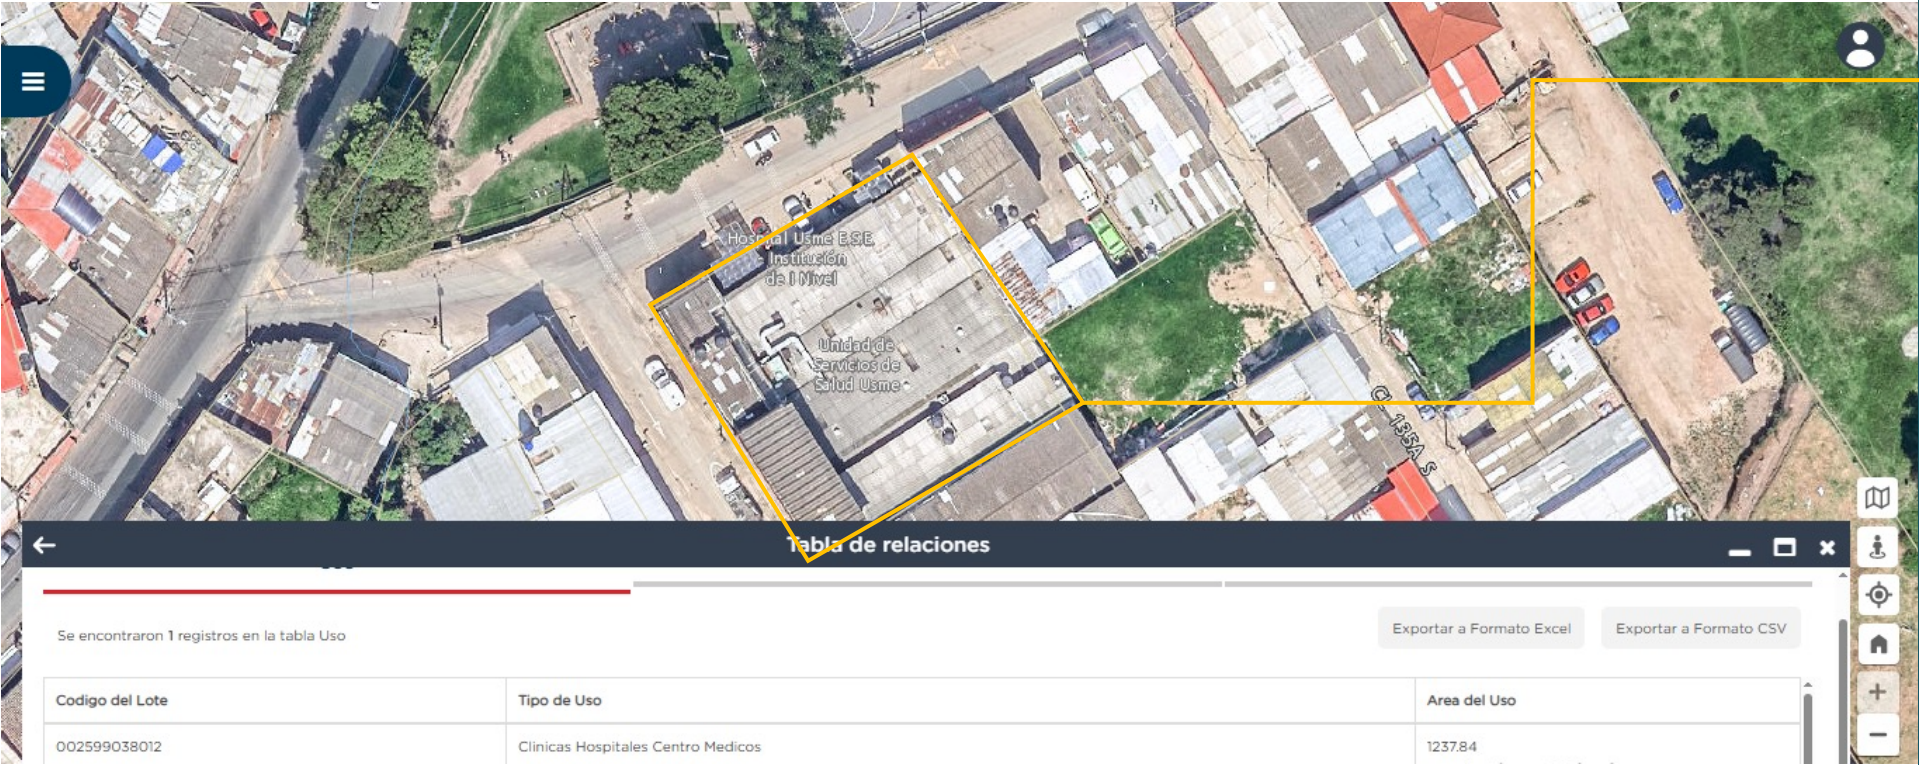 Hospital Usme E.S.E.
- Institución
de I Nivel
Unidad de
Servicios de
Salud Usme
CL 135A S
Tabla de relaciones
Se encontraron 1 registros en la tabla Uso
Exportar a Formato Excel
Exportar a Formato CSV
Codigo del Lote
Tipo de Uso
Area del Uso
002599038012
Clinicas Hospitales Centro Medicos
1237.84